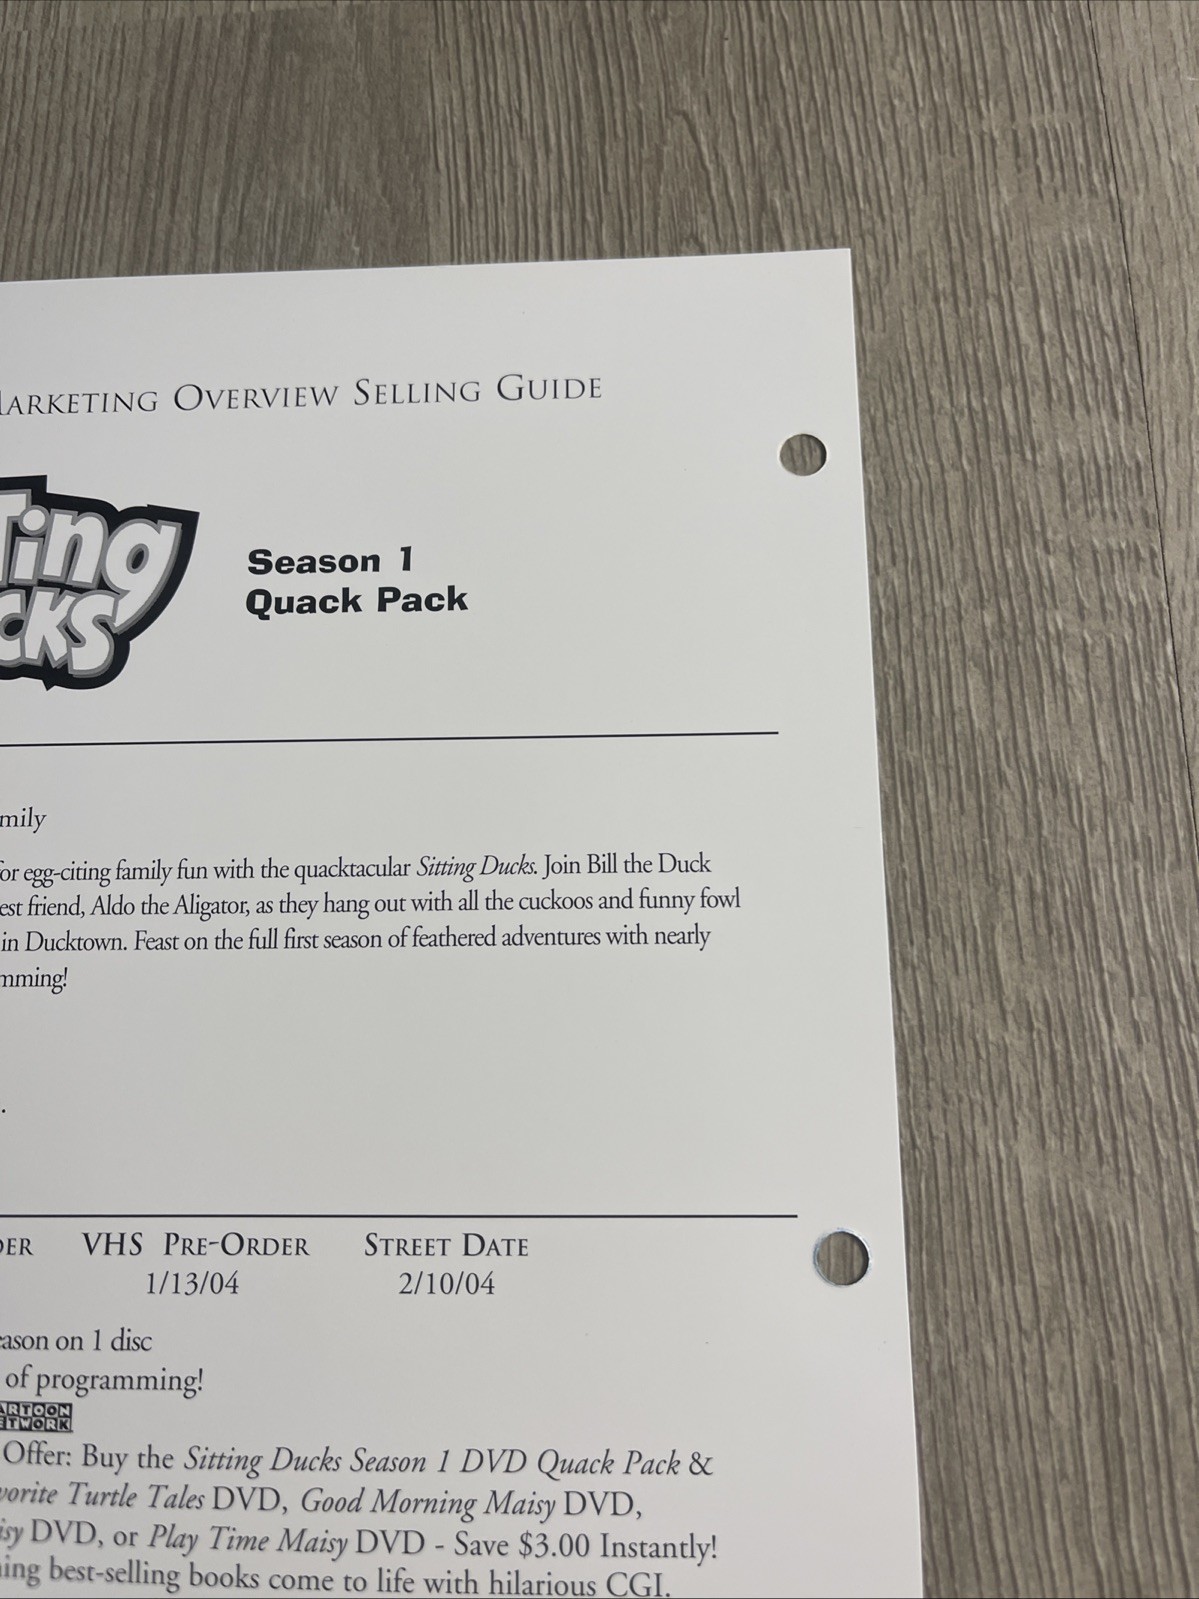 MARKETING OVERVIEW SELLING GUIDE
Ting
CKS
Season 1
Quack Pack
mily
or egg-citing family fun with the quacktacular Sitting Ducks. Join Bill the Duck
est friend, Aldo the Aligator, as they hang out with all the cuckoos and funny fowl
in Ducktown. Feast on the full first season of feathered adventures with nearly
mming!
.
DER VHS PRE-ORDER STREET DATE
1/13/04 2/10/04
eason on 1 disc
of programming!
CARTOON
NETWORK
Offer: Buy the Sitting Ducks Season 1 DVD Quack Pack &
vorite Turtle Tales DVD, Good Morning Maisy DVD,
isy DVD, or Play Time Maisy DVD - Save $3.00 Instantly!
ing best-selling books come to life with hilarious CGI.